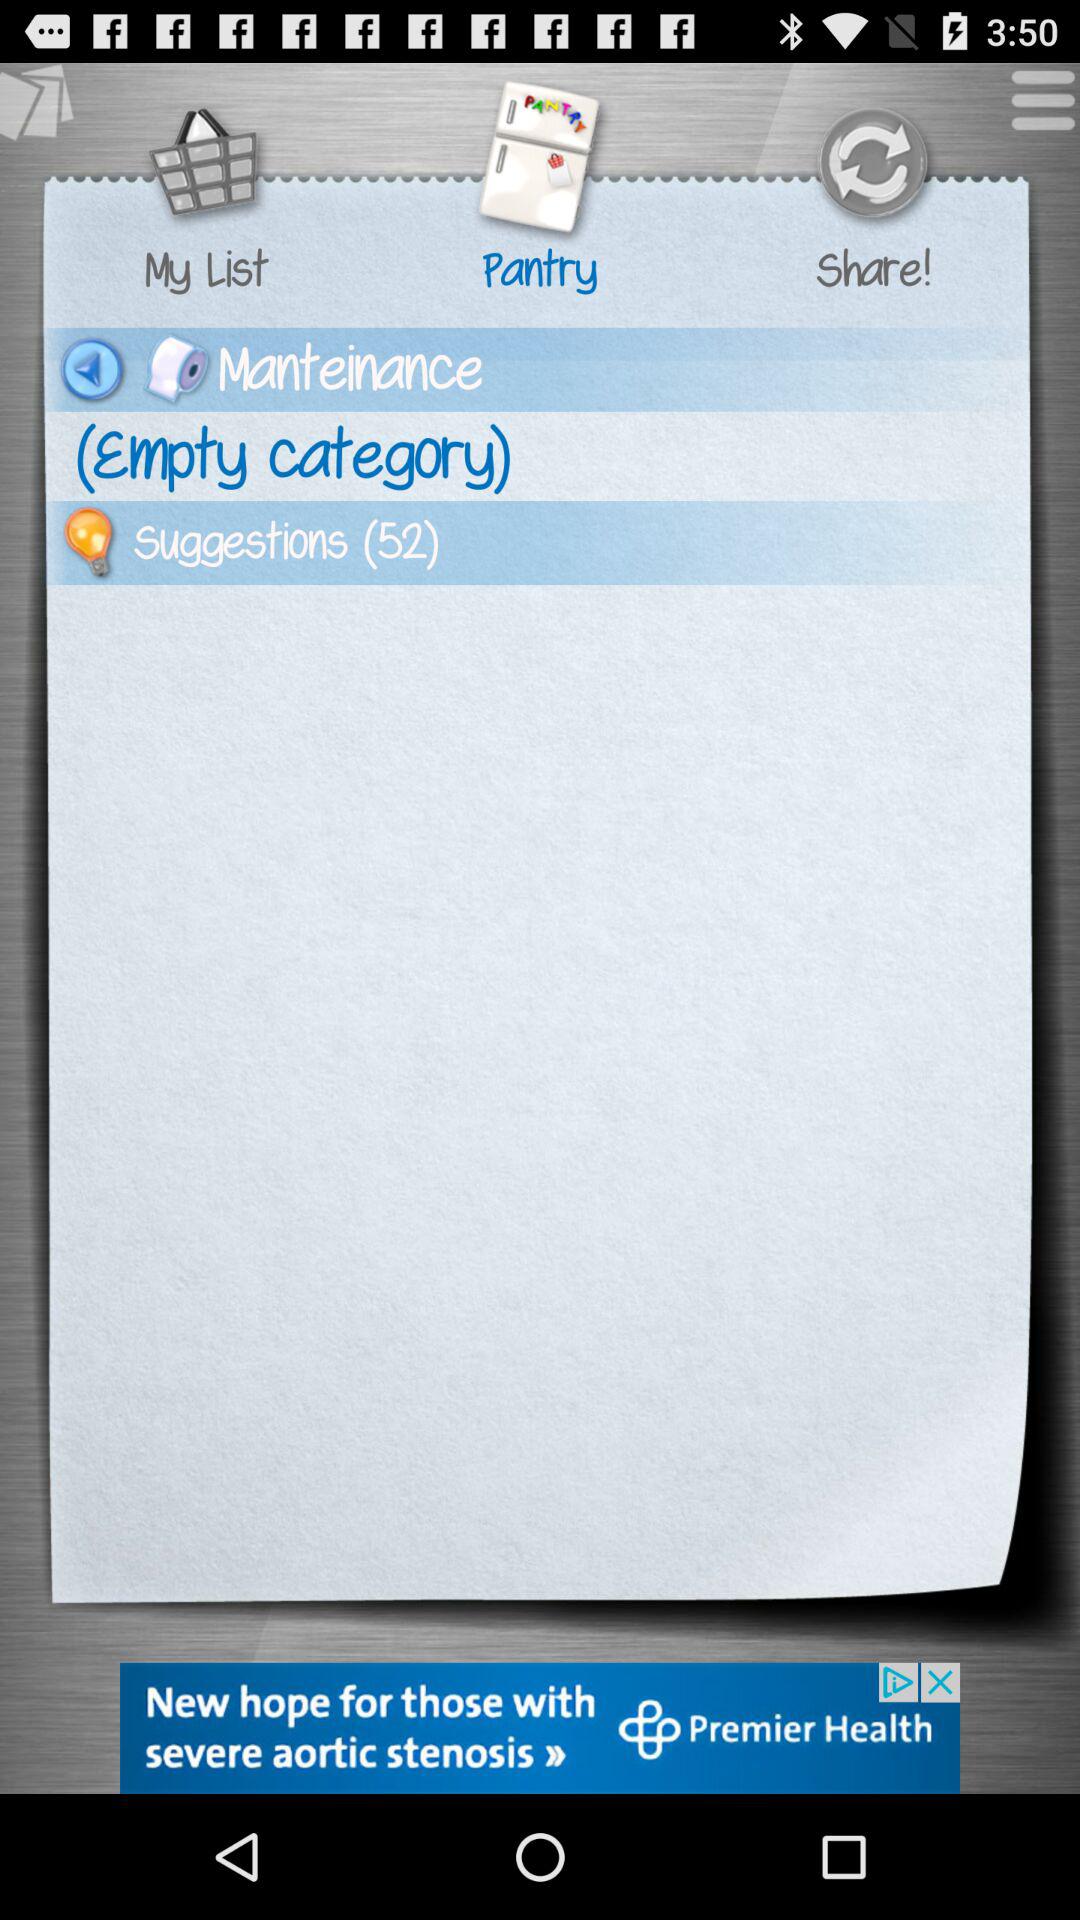 3:50
PANTRY
My List
Pantry
Share!
Manteinance
(Empty category)
Suggestions (52)
New hope for those with
severe aortic stenosis »
Premier Health